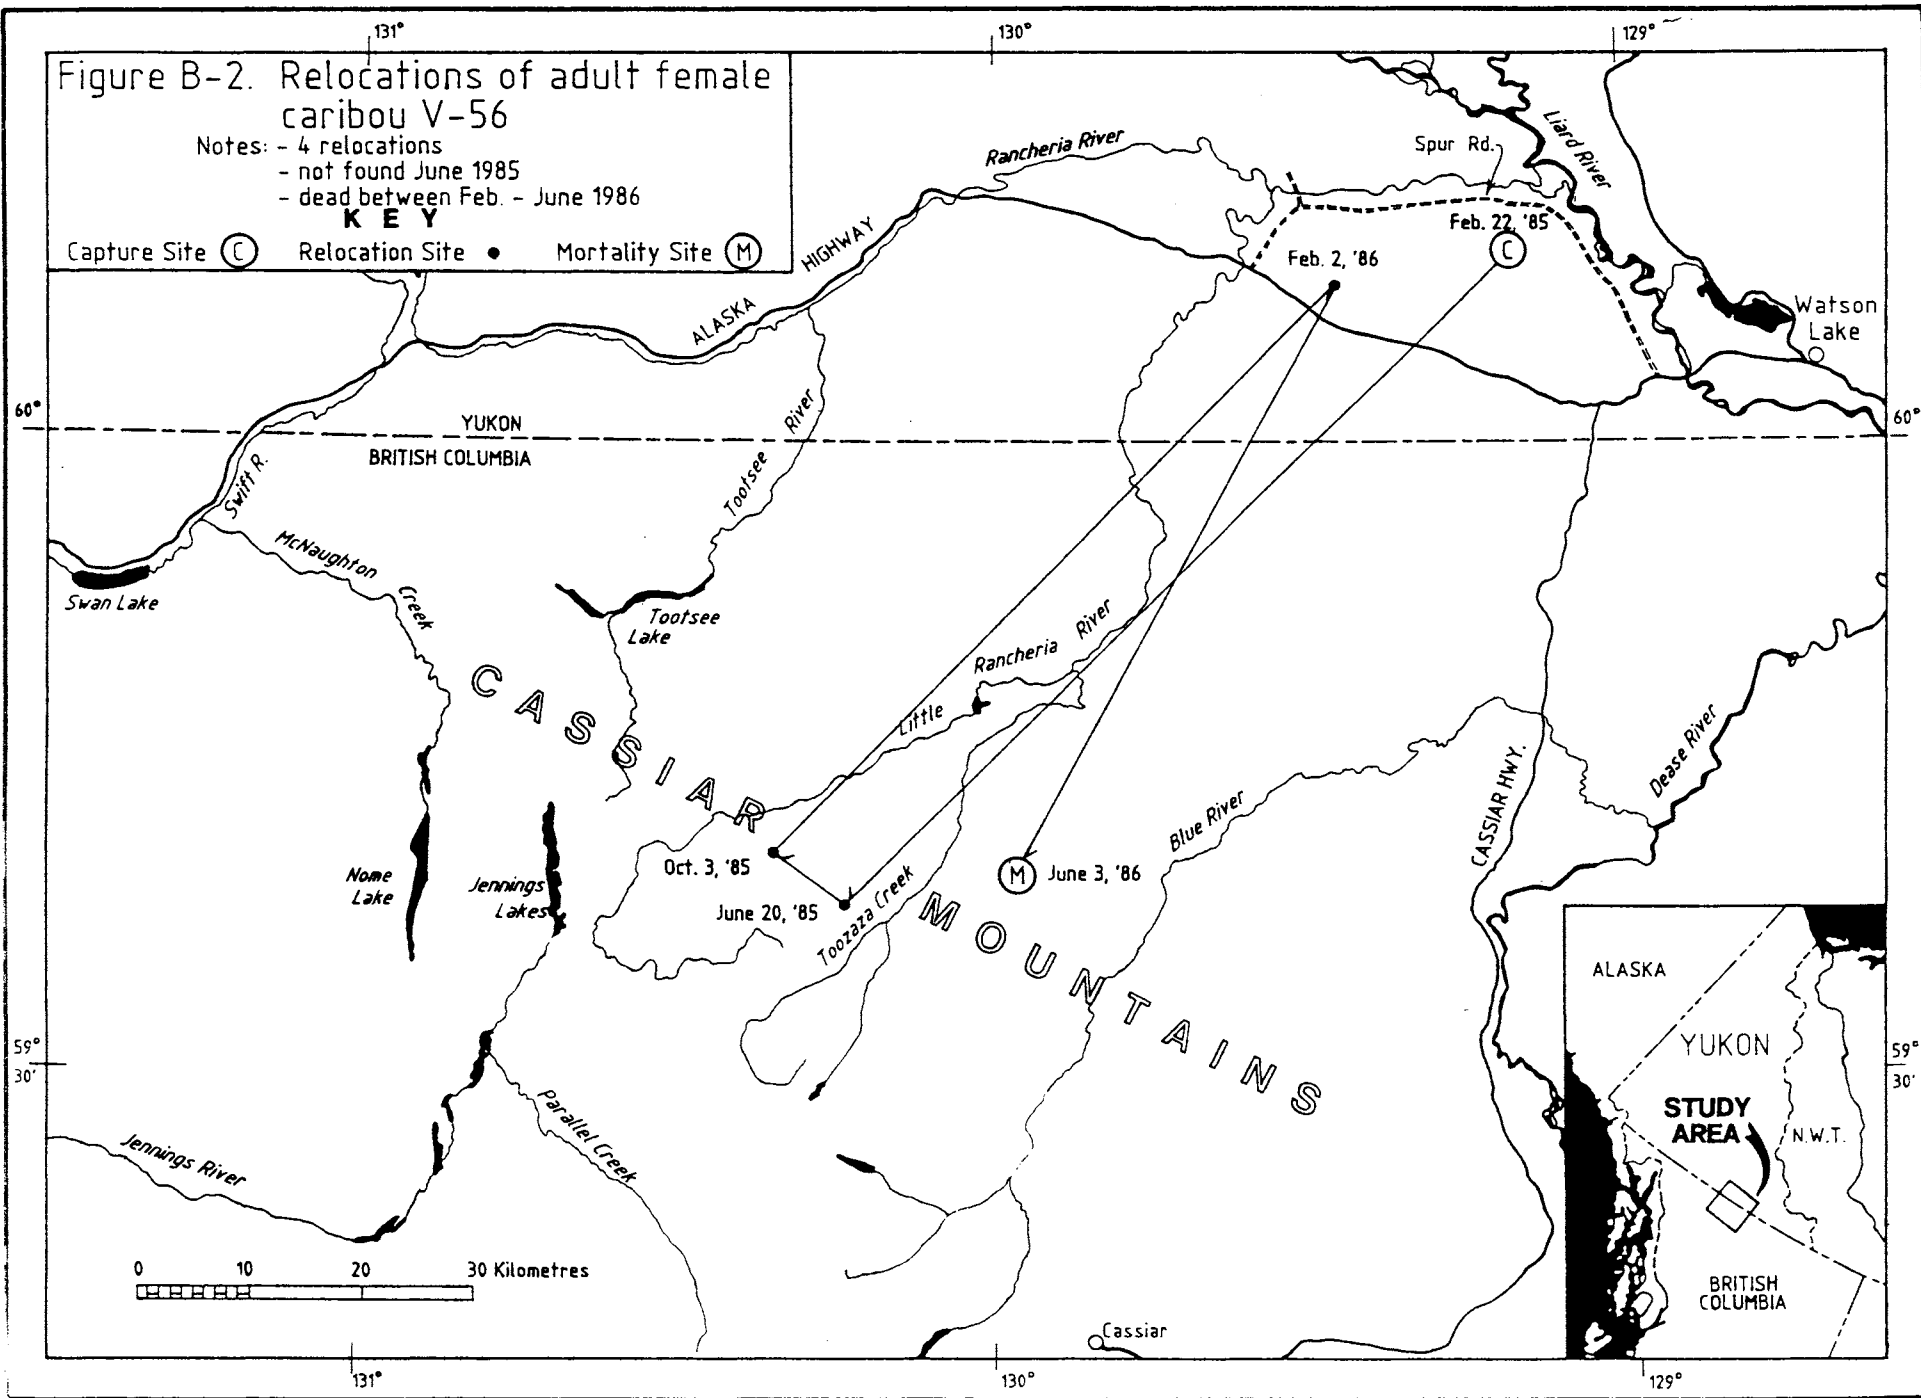 131°
130°
129°
Figure B-2. Relocations of adult female
caribou V-56
Notes: - 4 relocations
- not found June 1985
- dead between Feb. - June 1986
KEY
Capture Site C Relocation Site Mortality Site M
Rancheria River
Spur Rd.
Liard River
Feb. 22, '85
C
Feb. 2, '86
ALASKA HIGHWAY
Watson
Lake
60°
60°
YUKON
BRITISH COLUMBIA
Tootsee River
Swift R.
McNaughton Creek
Swan Lake
Tootsee
Lake
Little Rancheria River
CASSIAR MOUNTAINS
Dease River
CASSIAR HWY.
Blue River
Oct. 3, '85
M June 3, '86
June 20, '85
Toozaza Creek
Nome
Lake
Jennings
Lakes
59°
30'
59°
30'
Parallel Creek
Jennings River
0 10 20 30 Kilometres
Cassiar
ALASKA
YUKON
STUDY
AREA
N.W.T.
BRITISH
COLUMBIA
131°
130°
129°